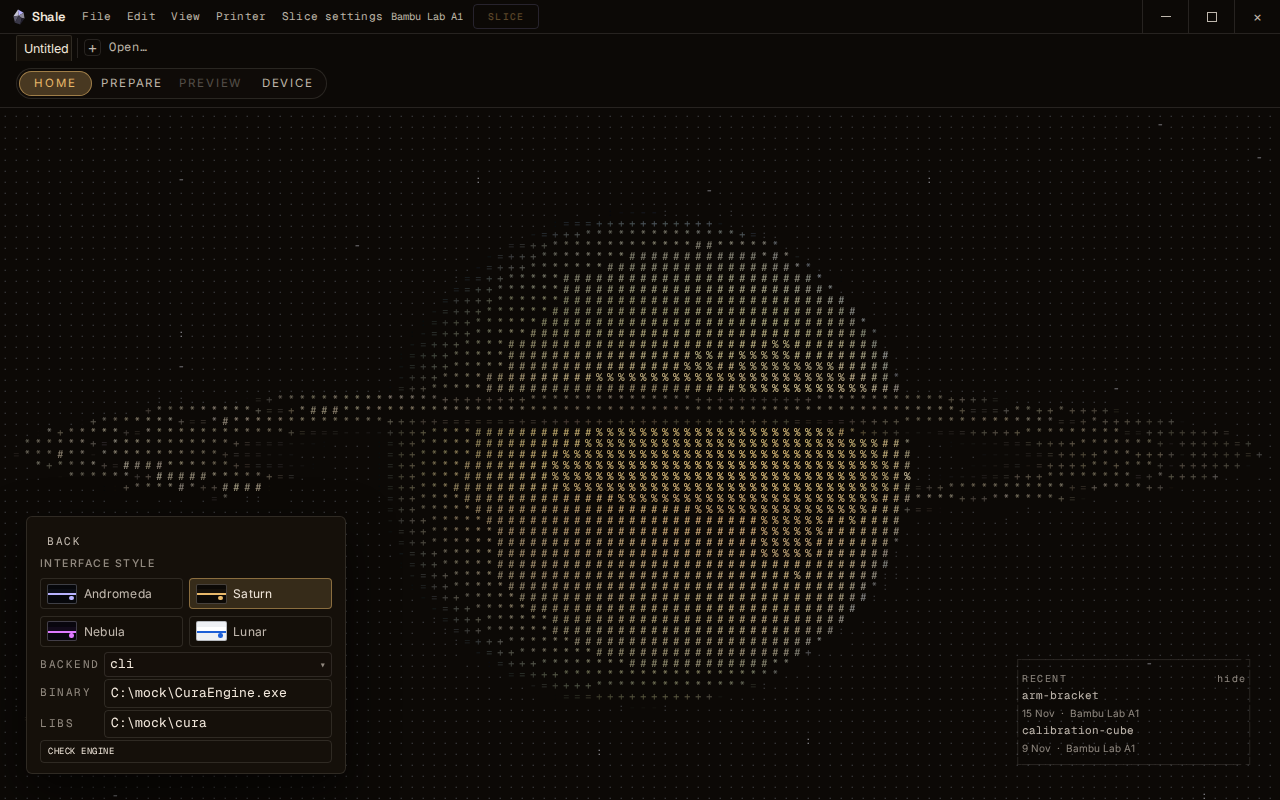 Shale File Edit View Printer Slice settings Bambu Lab A1 SLICE
Untitled + Open…
HOME PREPARE PREVIEW DEVICE
BACK
INTERFACE STYLE
Andromeda Saturn
Nebula Lunar
BACKEND cli
BINARY C:\mock\CuraEngine.exe
LIBS C:\mock\cura
CHECK ENGINE
RECENT hide
arm-bracket
15 Nov · Bambu Lab A1
calibration-cube
9 Nov · Bambu Lab A1